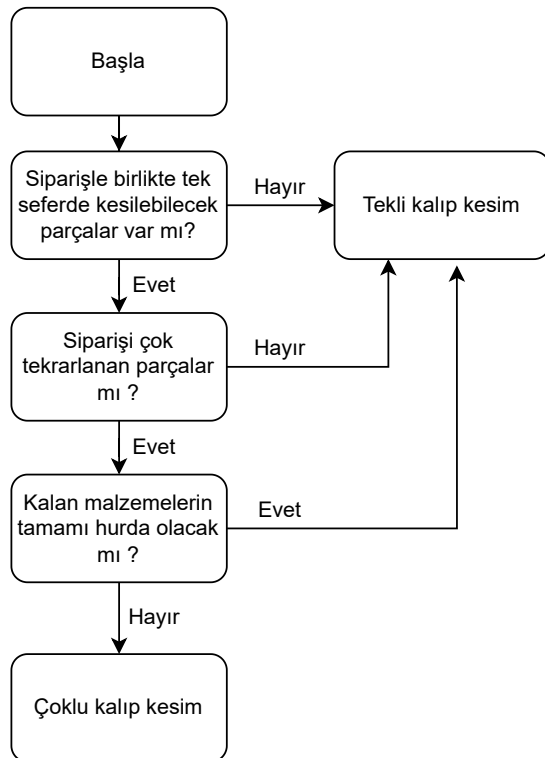 Başla
Siparişle birlikte tek
seferde kesilebilecek
parçalar var mı?
Hayır
Tekli kalıp kesim
Evet
Siparişi çok
tekrarlanan parçalar
mı ?
Hayır
Evet
Kalan malzemelerin
tamamı hurda olacak
mı ?
Evet
Hayır
Çoklu kalıp kesim